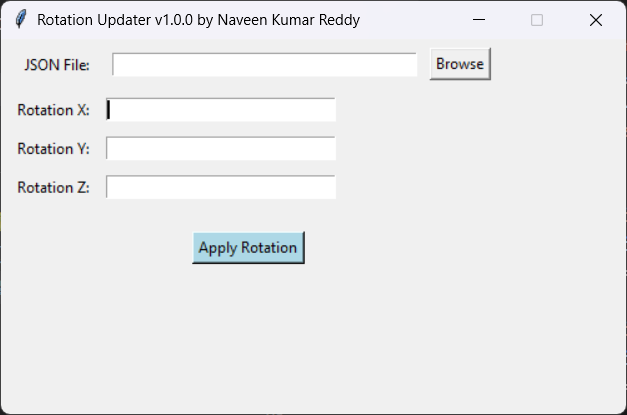 Rotation Updater v1.0.0 by Naveen Kumar Reddy
JSON File: Browse
Rotation X:
Rotation Y:
Rotation Z:
Apply Rotation